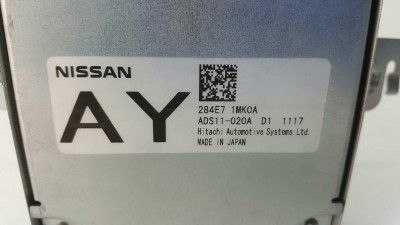 NISSAN
AY
284E7 1MK0A
ADS11-020A D1 1117
Hitachi Automotive Systems, Ltd.
MADE IN JAPAN